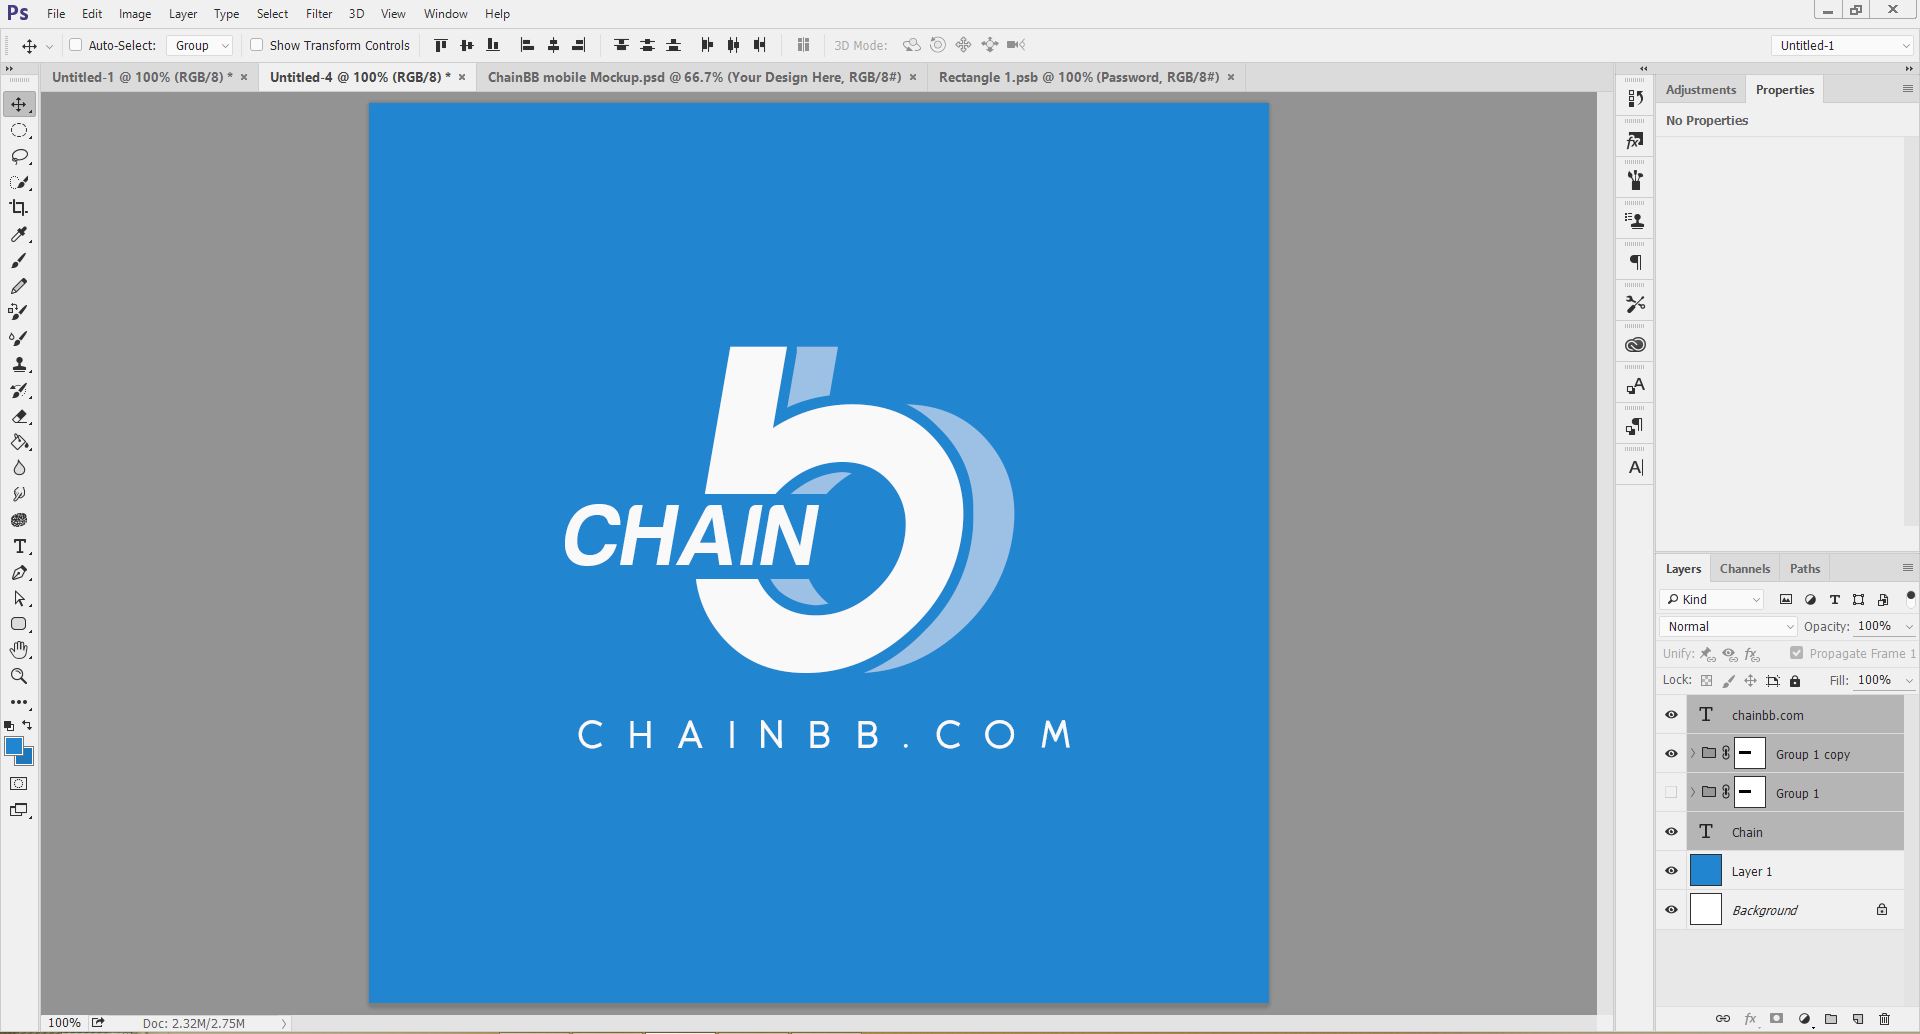 Ps File Edit Image Layer Type Select Filter 3D View Window Help
Auto-Select: Group Show Transform Controls 3D Mode: Untitled-1
Untitled-1 @ 100% (RGB/8) * × Untitled-4 @ 100% (RGB/8) * × ChainBB mobile Mockup.psd @ 66.7% (Your Design Here, RGB/8#) × Rectangle 1.psb @ 100% (Password, RGB/8#) ×
Adjustments Properties
No Properties
CHAIN
CHAINBB.COM
Layers Channels Paths
Kind
Normal Opacity: 100%
Unify: Propagate Frame 1
Lock: Fill: 100%
chainbb.com
Group 1 copy
Group 1
Chain
Layer 1
Background
100% Doc: 2.32M/2.75M